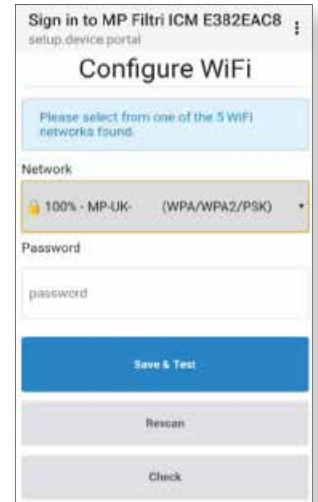 Sign in to MP Filtri ICM E382EAC8
setup.device.portal
Configure WiFi
Please select from one of the 5 WiFi
networks found.
Network
100% - MP-UK- (WPA/WPA2/PSK)
Password
password
Save & Test
Rescan
Check